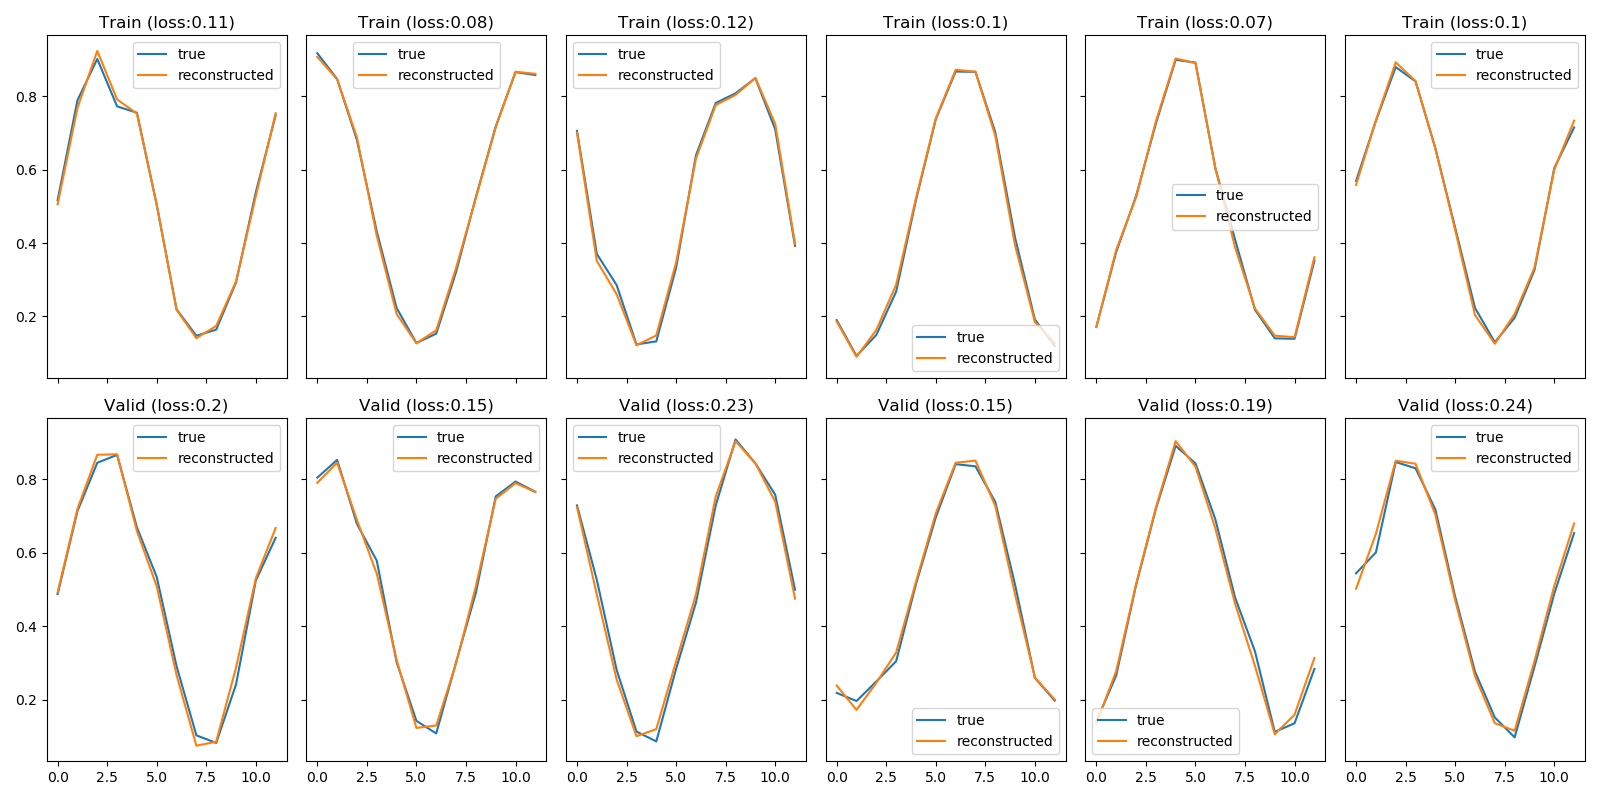 Train (loss:0.11)
Train (loss:0.08)
Train (loss:0.12)
Train (loss:0.1)
Train (loss:0.07)
Train (loss:0.1)
true
reconstructed
true
reconstructed
true
reconstructed
true
reconstructed
true
reconstructed
true
reconstructed
0.8
0.6
0.4
0.2
Valid (loss:0.2)
Valid (loss:0.15)
Valid (loss:0.23)
Valid (loss:0.15)
Valid (loss:0.19)
Valid (loss:0.24)
true
reconstructed
true
reconstructed
true
reconstructed
true
reconstructed
true
reconstructed
true
reconstructed
0.8
0.6
0.4
0.2
0.0 2.5 5.0 7.5 10.0
0.0 2.5 5.0 7.5 10.0
0.0 2.5 5.0 7.5 10.0
0.0 2.5 5.0 7.5 10.0
0.0 2.5 5.0 7.5 10.0
0.0 2.5 5.0 7.5 10.0